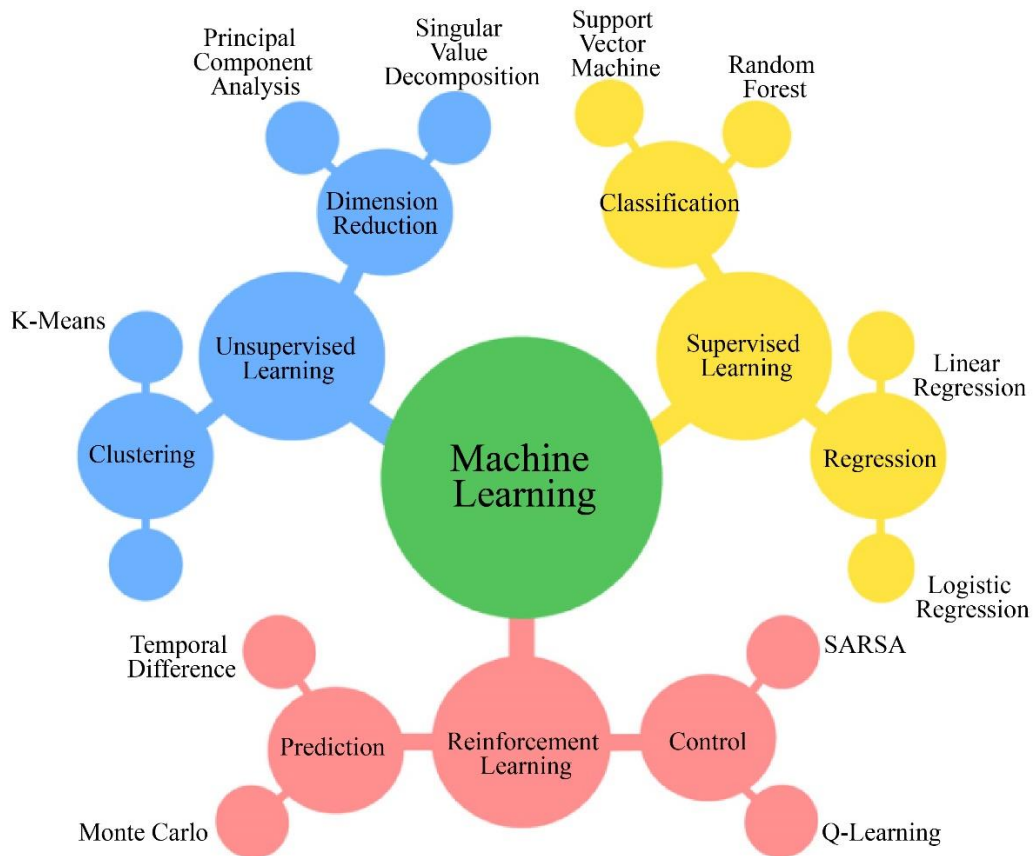 Principal
Component
Analysis
Singular
Value
Decomposition
Support
Vector
Machine
Random
Forest
Dimension
Reduction
Classification
K-Means
Unsupervised
Learning
Supervised
Learning
Linear
Regression
Clustering
Machine
Learning
Regression
Logistic
Regression
Temporal
Difference
SARSA
Prediction
Reinforcement
Learning
Control
Monte Carlo
Q-Learning